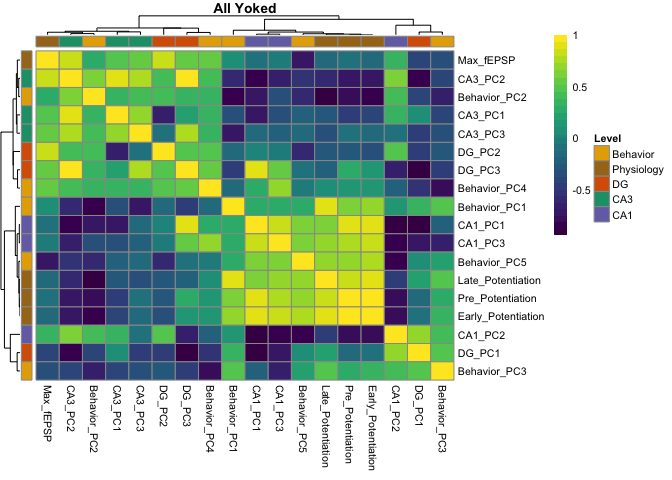 All Yoked
Max_fEPSP
CA3_PC2
Behavior_PC2
CA3_PC1
CA3_PC3
DG_PC2
DG_PC3
Behavior_PC4
Behavior_PC1
CA1_PC1
CA1_PC3
Behavior_PC5
Late_Potentiation
Pre_Potentiation
Early_Potentiation
CA1_PC2
DG_PC1
Behavior_PC3
1
0.5
0
-0.5
Level
Behavior
Physiology
DG
CA3
CA1
Max_fEPSP
CA3_PC2
Behavior_PC2
CA3_PC1
CA3_PC3
DG_PC2
DG_PC3
Behavior_PC4
Behavior_PC1
CA1_PC1
CA1_PC3
Behavior_PC5
Late_Potentiation
Pre_Potentiation
Early_Potentiation
CA1_PC2
DG_PC1
Behavior_PC3